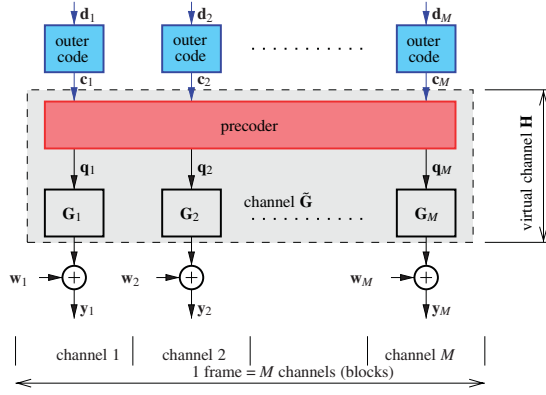 d1 d2 dM
outer code outer code . . . . . . . . . . outer code
c1 c2 cM
precoder
q1 q2 qM
G1 G2 channel G̃ . . . . . . . . . . GM
virtual channel H
w1 + w2 + wM +
y1 y2 yM
channel 1 channel 2 channel M
1 frame = M channels (blocks)